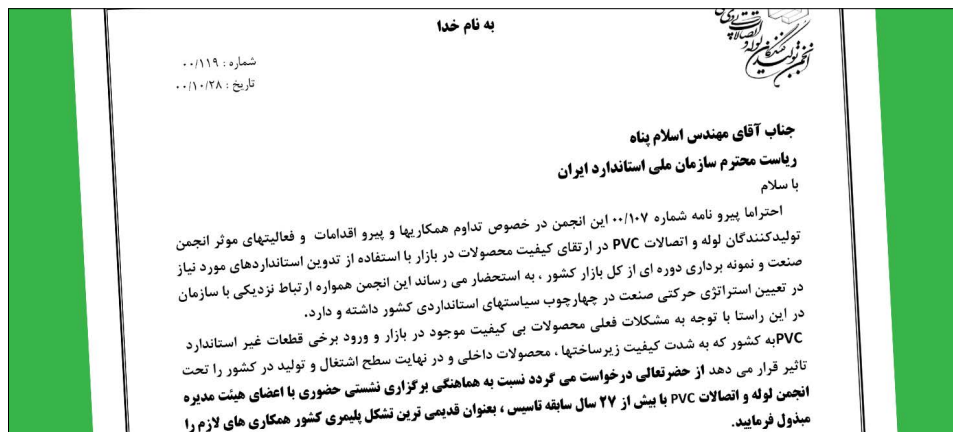 به نام خدا
انجمن تولیدکنندگان لوله و اتصالات
شماره : ۰۰/۱۱۹
تاریخ : ۰۰/۱۰/۲۸
جناب آقای مهندس اسلام پناه
ریاست محترم سازمان ملی استاندارد ایران
با سلام
احتراما پیرو نامه شماره ۰۰/۱۰۷ این انجمن در خصوص تداوم همکاریها و پیرو اقدامات و فعالیتهای موثر انجمن
تولیدکنندگان لوله و اتصالات PVC در ارتقای کیفیت محصولات در بازار با استفاده از تدوین استانداردهای مورد نیاز
صنعت و نمونه برداری دوره ای از کل بازار کشور ، به استحضار می رساند این انجمن همواره ارتباط نزدیکی با سازمان
در تعیین استراتژی حرکتی صنعت در چهارچوب سیاستهای استانداردی کشور داشته و دارد.
در این راستا با توجه به مشکلات فعلی محصولات بی کیفیت موجود در بازار و ورود برخی قطعات غیر استاندارد
PVCبه کشور که به شدت کیفیت زیرساختها ، محصولات داخلی و در نهایت سطح اشتغال و تولید در کشور را تحت
تاثیر قرار می دهد از حضرتعالی درخواست می گردد نسبت به هماهنگی برگزاری نشستی حضوری با اعضای هیئت مدیره
انجمن لوله و اتصالات PVC با بیش از ۲۷ سال سابقه تاسیس ، بعنوان قدیمی ترین تشکل پلیمری کشور همکاری های لازم را
مبذول فرمایید.